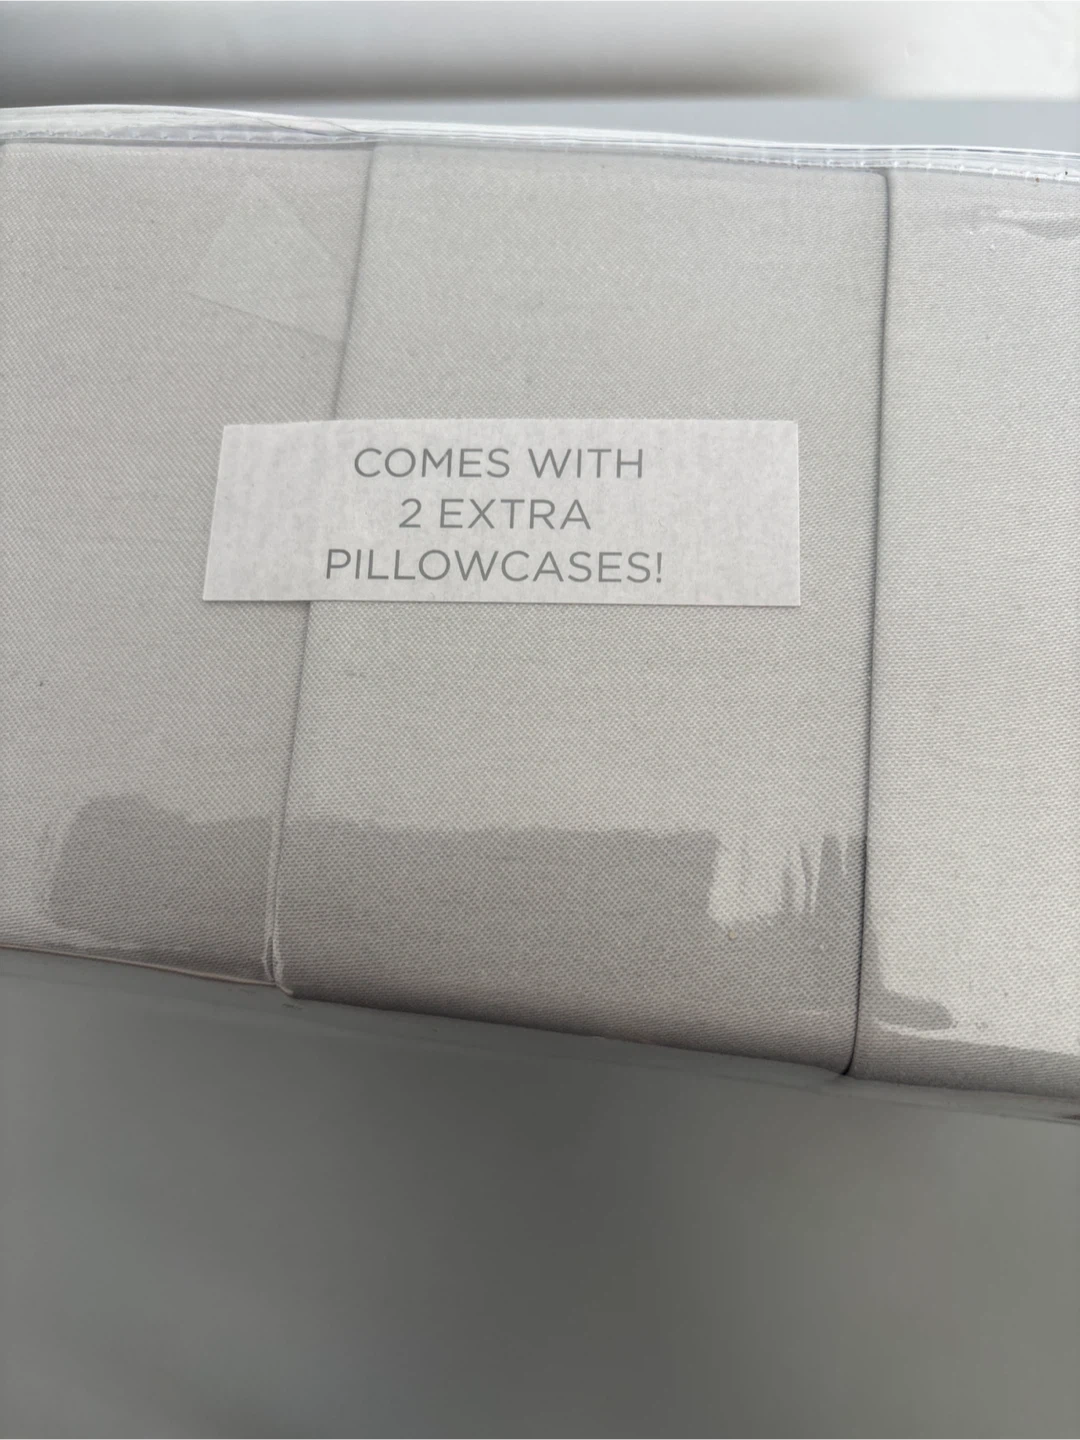 COMES WITH
2 EXTRA
PILLOWCASES!